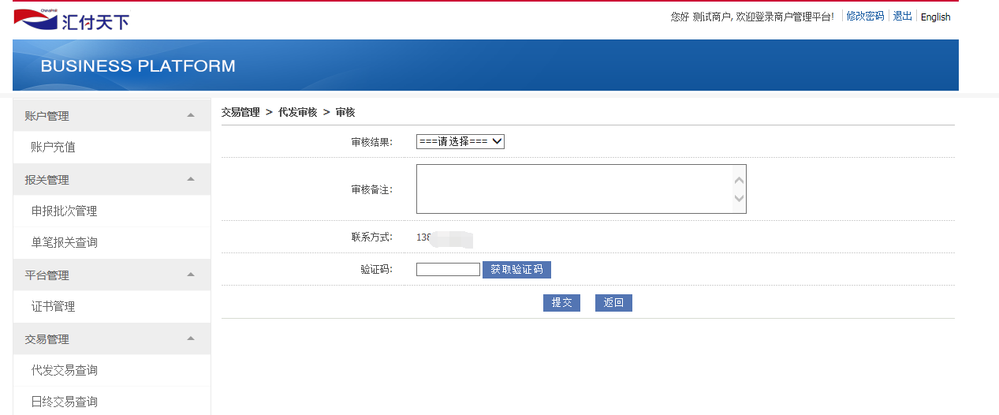 ChinaPnR
汇付天下
您好 测试商户, 欢迎登录商户管理平台! 修改密码 退出 English
BUSINESS PLATFORM
账户管理
账户充值
报关管理
申报批次管理
单笔报关查询
平台管理
证书管理
交易管理
代发交易查询
日终交易查询
交易管理 > 代发审核 > 审核
审核结果: ===请选择===
审核备注:
联系方式: 138
验证码: 获取验证码
提交 返回